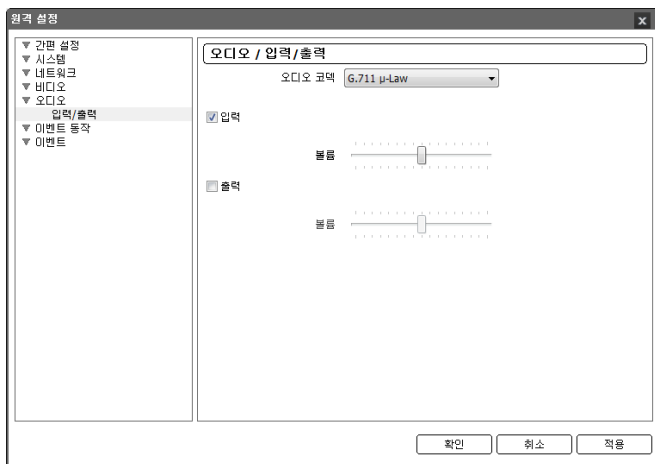 원격 설정
x
▼ 간편 설정
▼ 시스템
▼ 네트워크
▼ 비디오
▼ 오디오
입력/출력
▼ 이벤트 동작
▼ 이벤트
오디오 / 입력/출력
오디오 코덱 G.711 μ-Law
입력
볼륨
출력
볼륨
확인 취소 적용